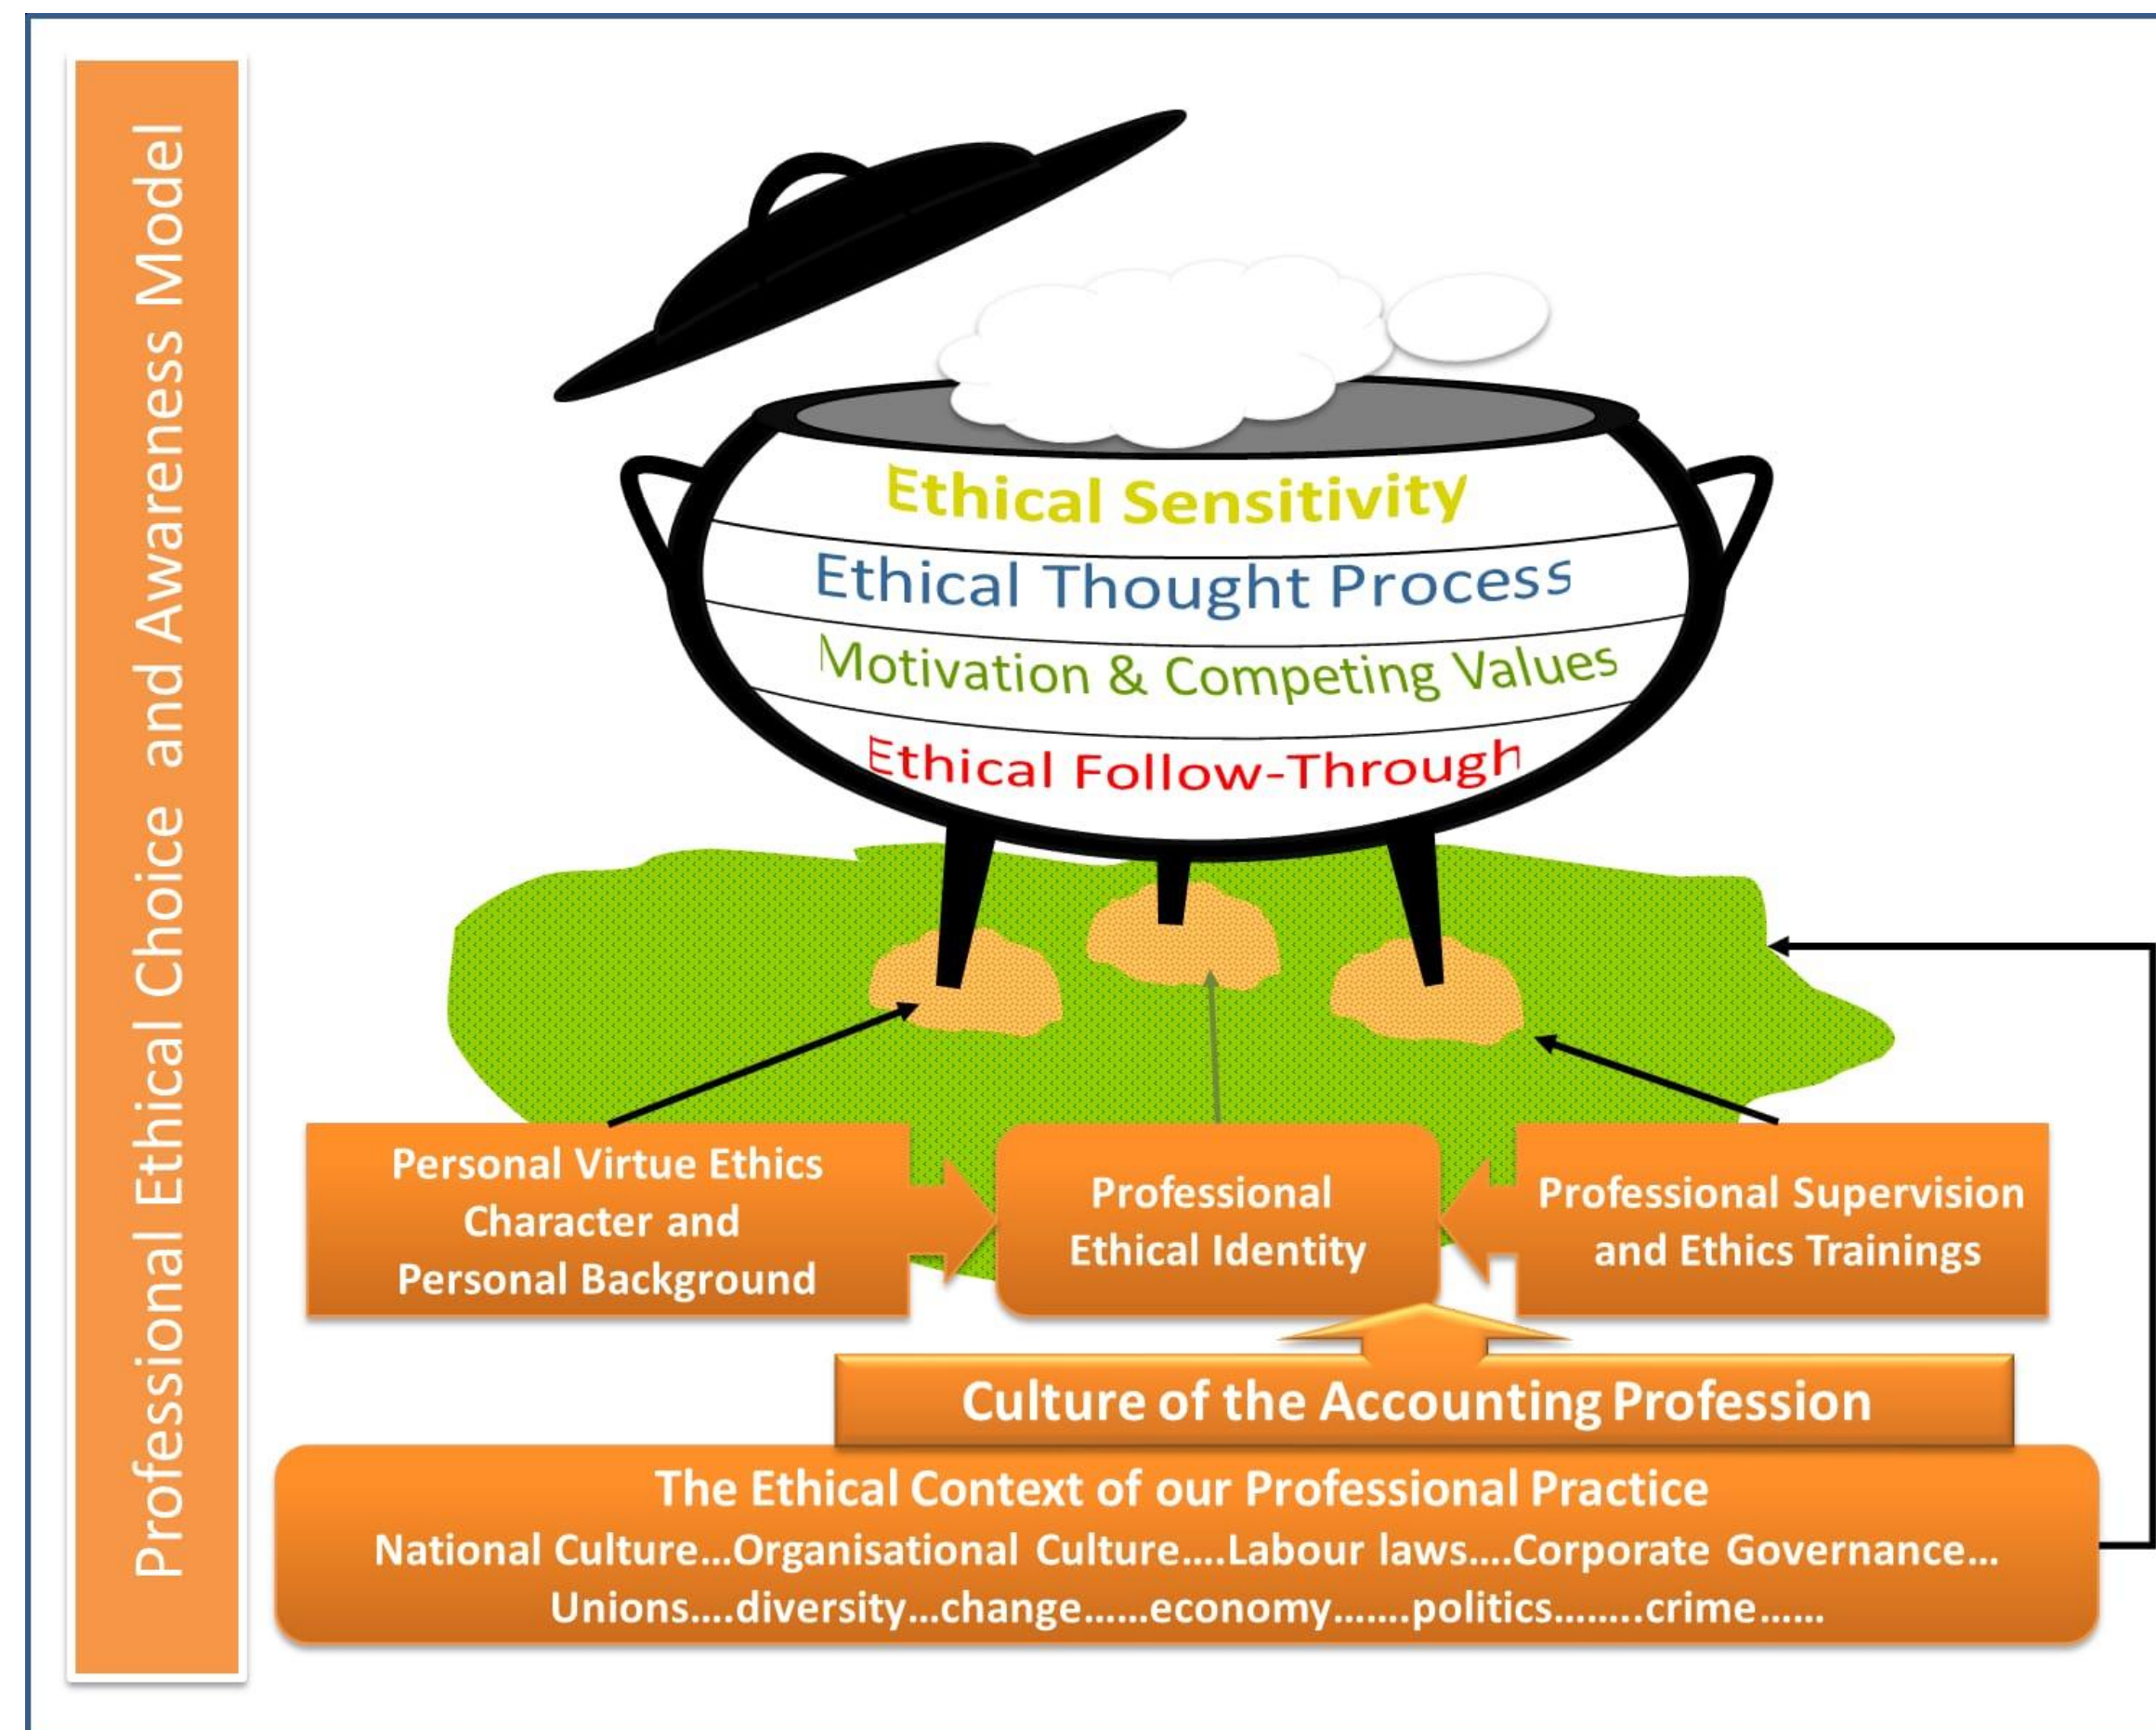 Professional Ethical Choice and Awareness Model
Ethical Sensitivity
Ethical Thought Process
Motivation & Competing Values
Ethical Follow-Through
Personal Virtue Ethics
Character and
Personal Background
Professional
Ethical Identity
Professional Supervision
and Ethics Trainings
Culture of the Accounting Profession
The Ethical Context of our Professional Practice
National Culture...Organisational Culture....Labour laws....Corporate Governance...
Unions....diversity...change......economy.......politics........crime......